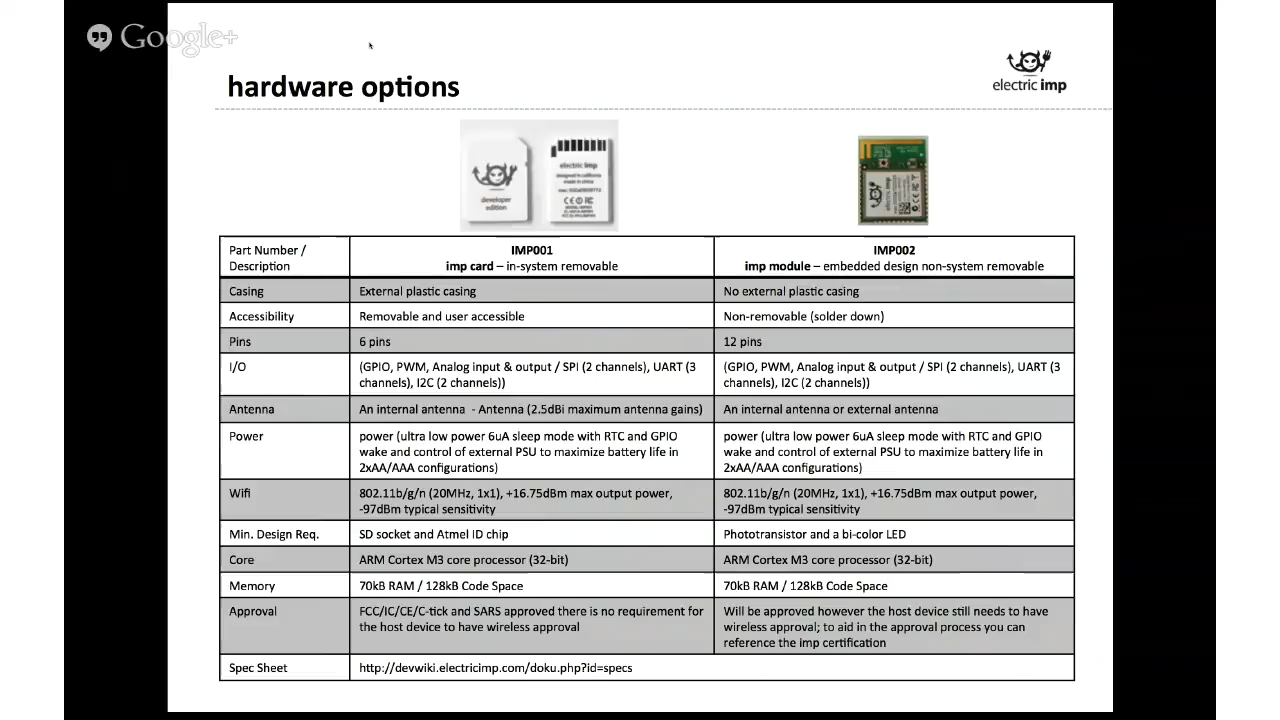 Google+
hardware options
electric imp
developer
edition
electric imp
designed in california
made in china
Part Number /
Description
IMP001
imp card – in-system removable
IMP002
imp module – embedded design non-system removable
Casing
External plastic casing
No external plastic casing
Accessibility
Removable and user accessible
Non-removable (solder down)
Pins
6 pins
12 pins
I/O
(GPIO, PWM, Analog input & output / SPI (2 channels), UART (3
channels), I2C (2 channels))
(GPIO, PWM, Analog input & output / SPI (2 channels), UART (3
channels), I2C (2 channels))
Antenna
An internal antenna - Antenna (2.5dBi maximum antenna gains)
An internal antenna or external antenna
Power
power (ultra low power 6uA sleep mode with RTC and GPIO
wake and control of external PSU to maximize battery life in
2xAA/AAA configurations)
power (ultra low power 6uA sleep mode with RTC and GPIO
wake and control of external PSU to maximize battery life in
2xAA/AAA configurations)
Wifi
802.11b/g/n (20MHz, 1x1), +16.75dBm max output power,
-97dBm typical sensitivity
802.11b/g/n (20MHz, 1x1), +16.75dBm max output power,
-97dBm typical sensitivity
Min. Design Req.
SD socket and Atmel ID chip
Phototransistor and a bi-color LED
Core
ARM Cortex M3 core processor (32-bit)
ARM Cortex M3 core processor (32-bit)
Memory
70kB RAM / 128kB Code Space
70kB RAM / 128kB Code Space
Approval
FCC/IC/CE/C-tick and SARS approved there is no requirement for
the host device to have wireless approval
Will be approved however the host device still needs to have
wireless approval; to aid in the approval process you can
reference the imp certification
Spec Sheet
http://devwiki.electricimp.com/doku.php?id=specs